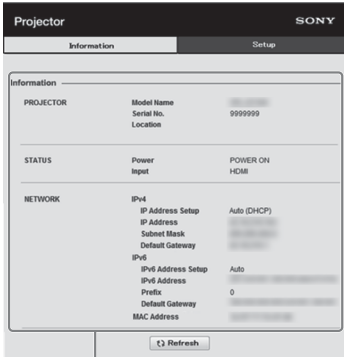 Projector SONY
Information Setup
Information
PROJECTOR Model Name
Serial No. 9999999
Location
STATUS Power POWER ON
Input HDMI
NETWORK IPv4
IP Address Setup Auto (DHCP)
IP Address
Subnet Mask
Default Gateway
IPv6
IPv6 Address Setup Auto
IPv6 Address
Prefix 0
Default Gateway
MAC Address
Refresh